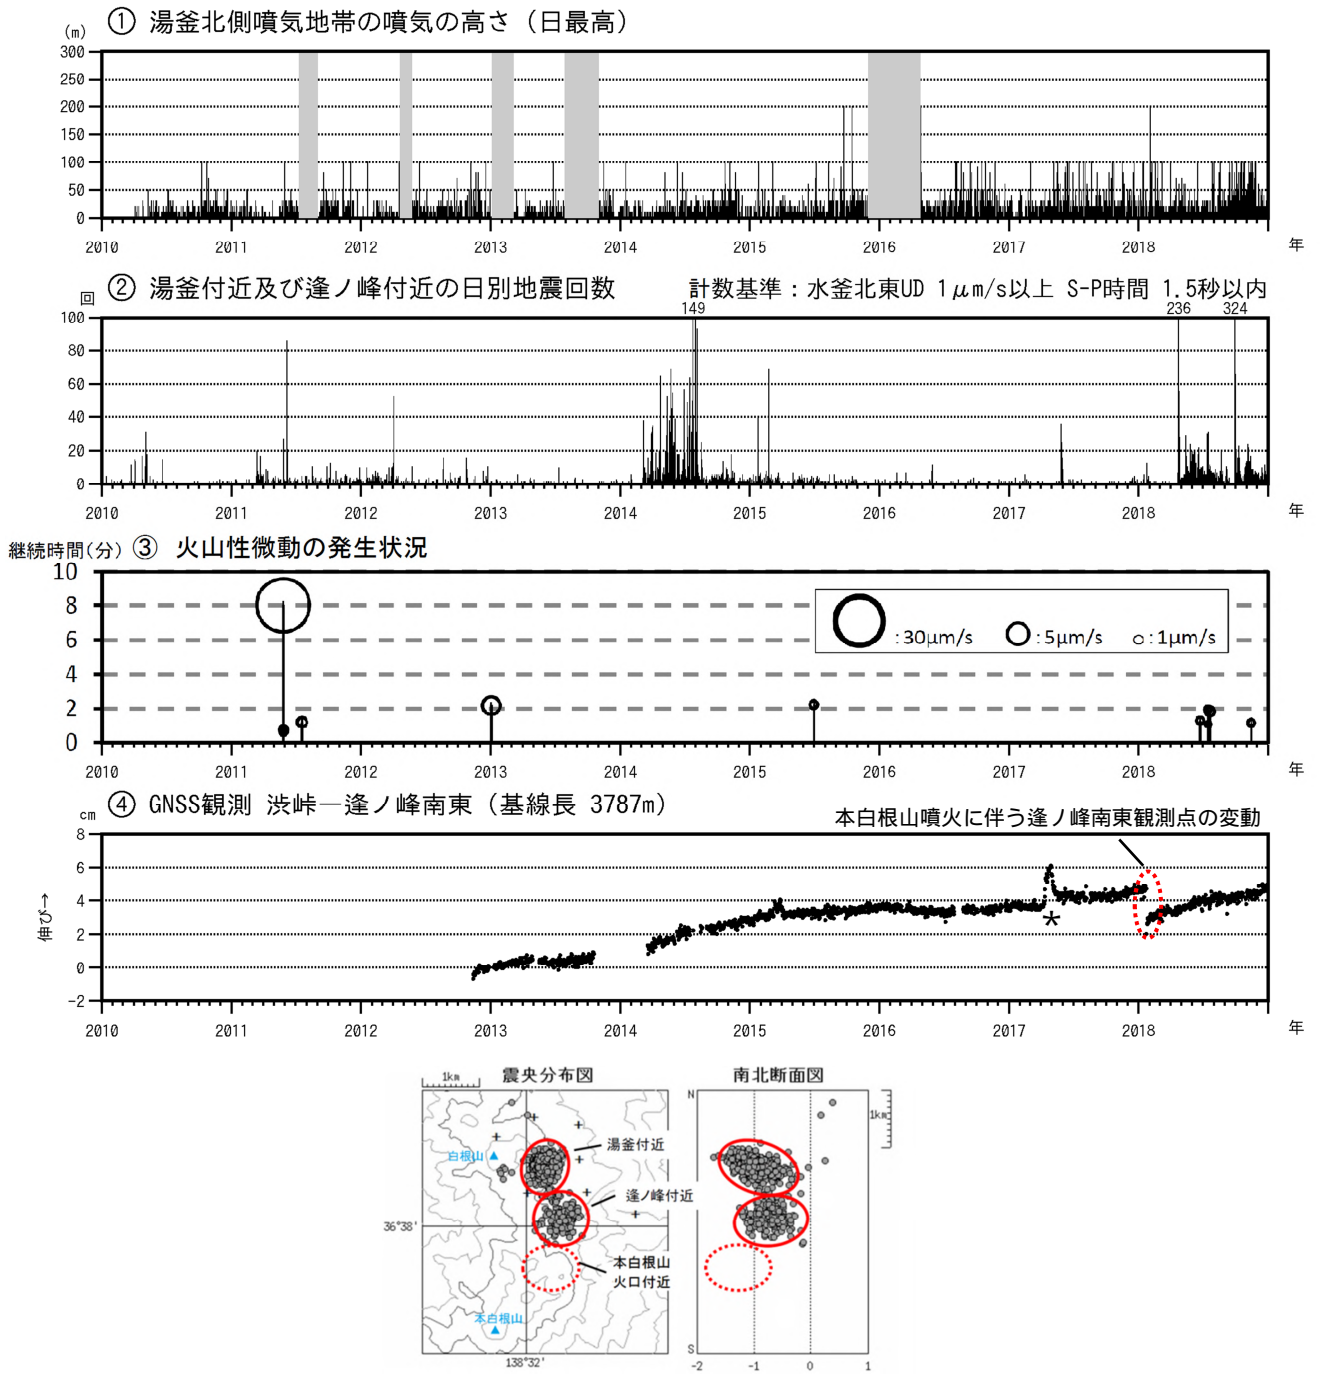 ① 湯釜北側噴気地帯の噴気の高さ（日最高）
(m)
300
250
200
150
100
50
0
2010 2011 2012 2013 2014 2015 2016 2017 2018 年
② 湯釜付近及び逢ノ峰付近の日別地震回数 計数基準：水釜北東UD 1μm/s以上 S-P時間 1.5秒以内
回
149 236 324
100
80
60
40
20
0
2010 2011 2012 2013 2014 2015 2016 2017 2018 年
継続時間(分) ③ 火山性微動の発生状況
10
8
6
4
2
0
:30μm/s :5μm/s :1μm/s
2010 2011 2012 2013 2014 2015 2016 2017 2018 年
④ GNSS観測 渋峠―逢ノ峰南東（基線長 3787m）
cm
本白根山噴火に伴う逢ノ峰南東観測点の変動
伸び→
8
6
4
2
0
-2
*
2010 2011 2012 2013 2014 2015 2016 2017 2018 年
1km 震央分布図 南北断面図
N
1km
湯釜付近
白根山
逢ノ峰付近
36°38'
本白根山
火口付近
本白根山
S
138°32'
-2 -1 0 1